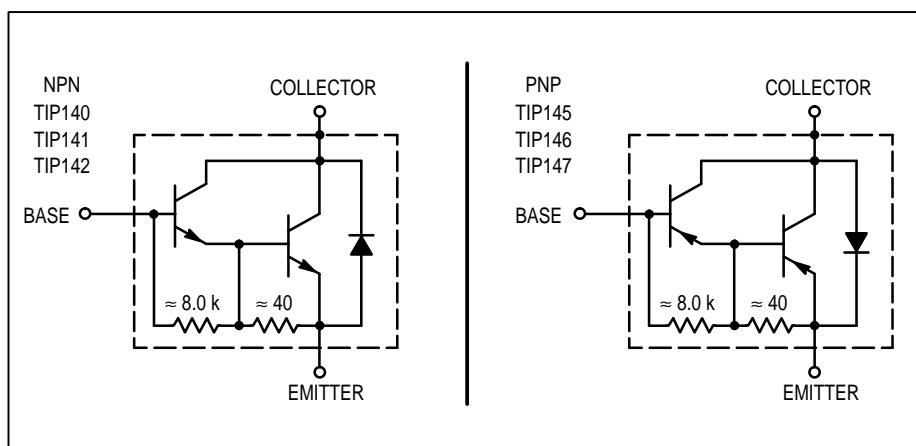 NPN
TIP140
TIP141
TIP142
COLLECTOR
BASE
≈ 8.0 k
≈ 40
EMITTER
PNP
TIP145
TIP146
TIP147
COLLECTOR
BASE
≈ 8.0 k
≈ 40
EMITTER